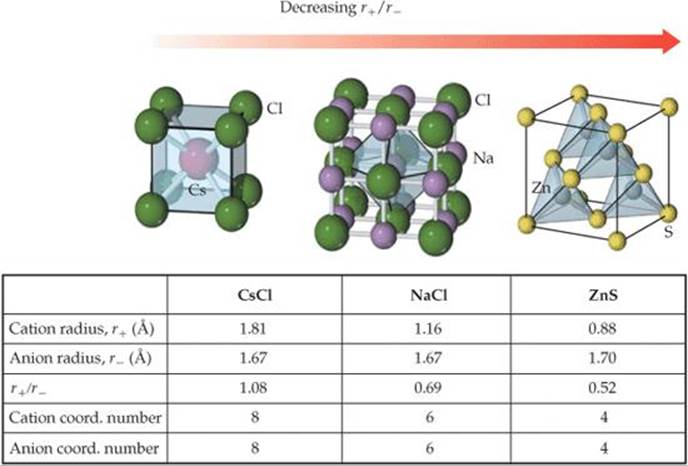 Decreasing r₊/r₋
Cl
Cs
Cl
Na
Zn
S
CsCl NaCl ZnS
Cation radius, r₊ (Å) 1.81 1.16 0.88
Anion radius, r₋ (Å) 1.67 1.67 1.70
r₊/r₋ 1.08 0.69 0.52
Cation coord. number 8 6 4
Anion coord. number 8 6 4